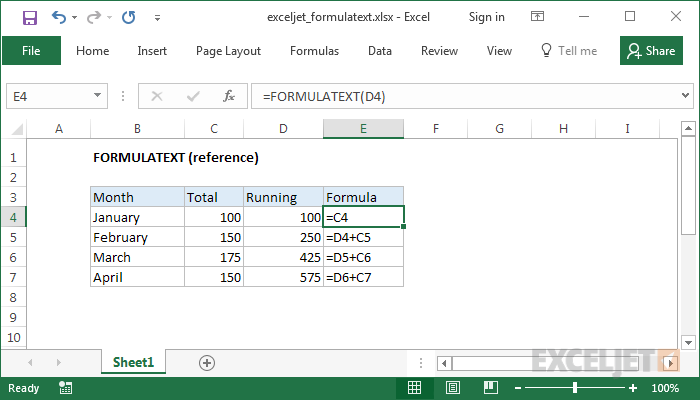 exceljet_formulatext.xlsx - Excel Sign in
File Home Insert Page Layout Formulas Data Review View Tell me Share
E4 fx =FORMULATEXT(D4)
A B C D E F G H I
1 FORMULATEXT (reference)
2
3 Month Total Running Formula
4 January 100 100 =C4
5 February 150 250 =D4+C5
6 March 175 425 =D5+C6
7 April 150 575 =D6+C7
8
9
10
Sheet1
EXCELJET
Ready 100%